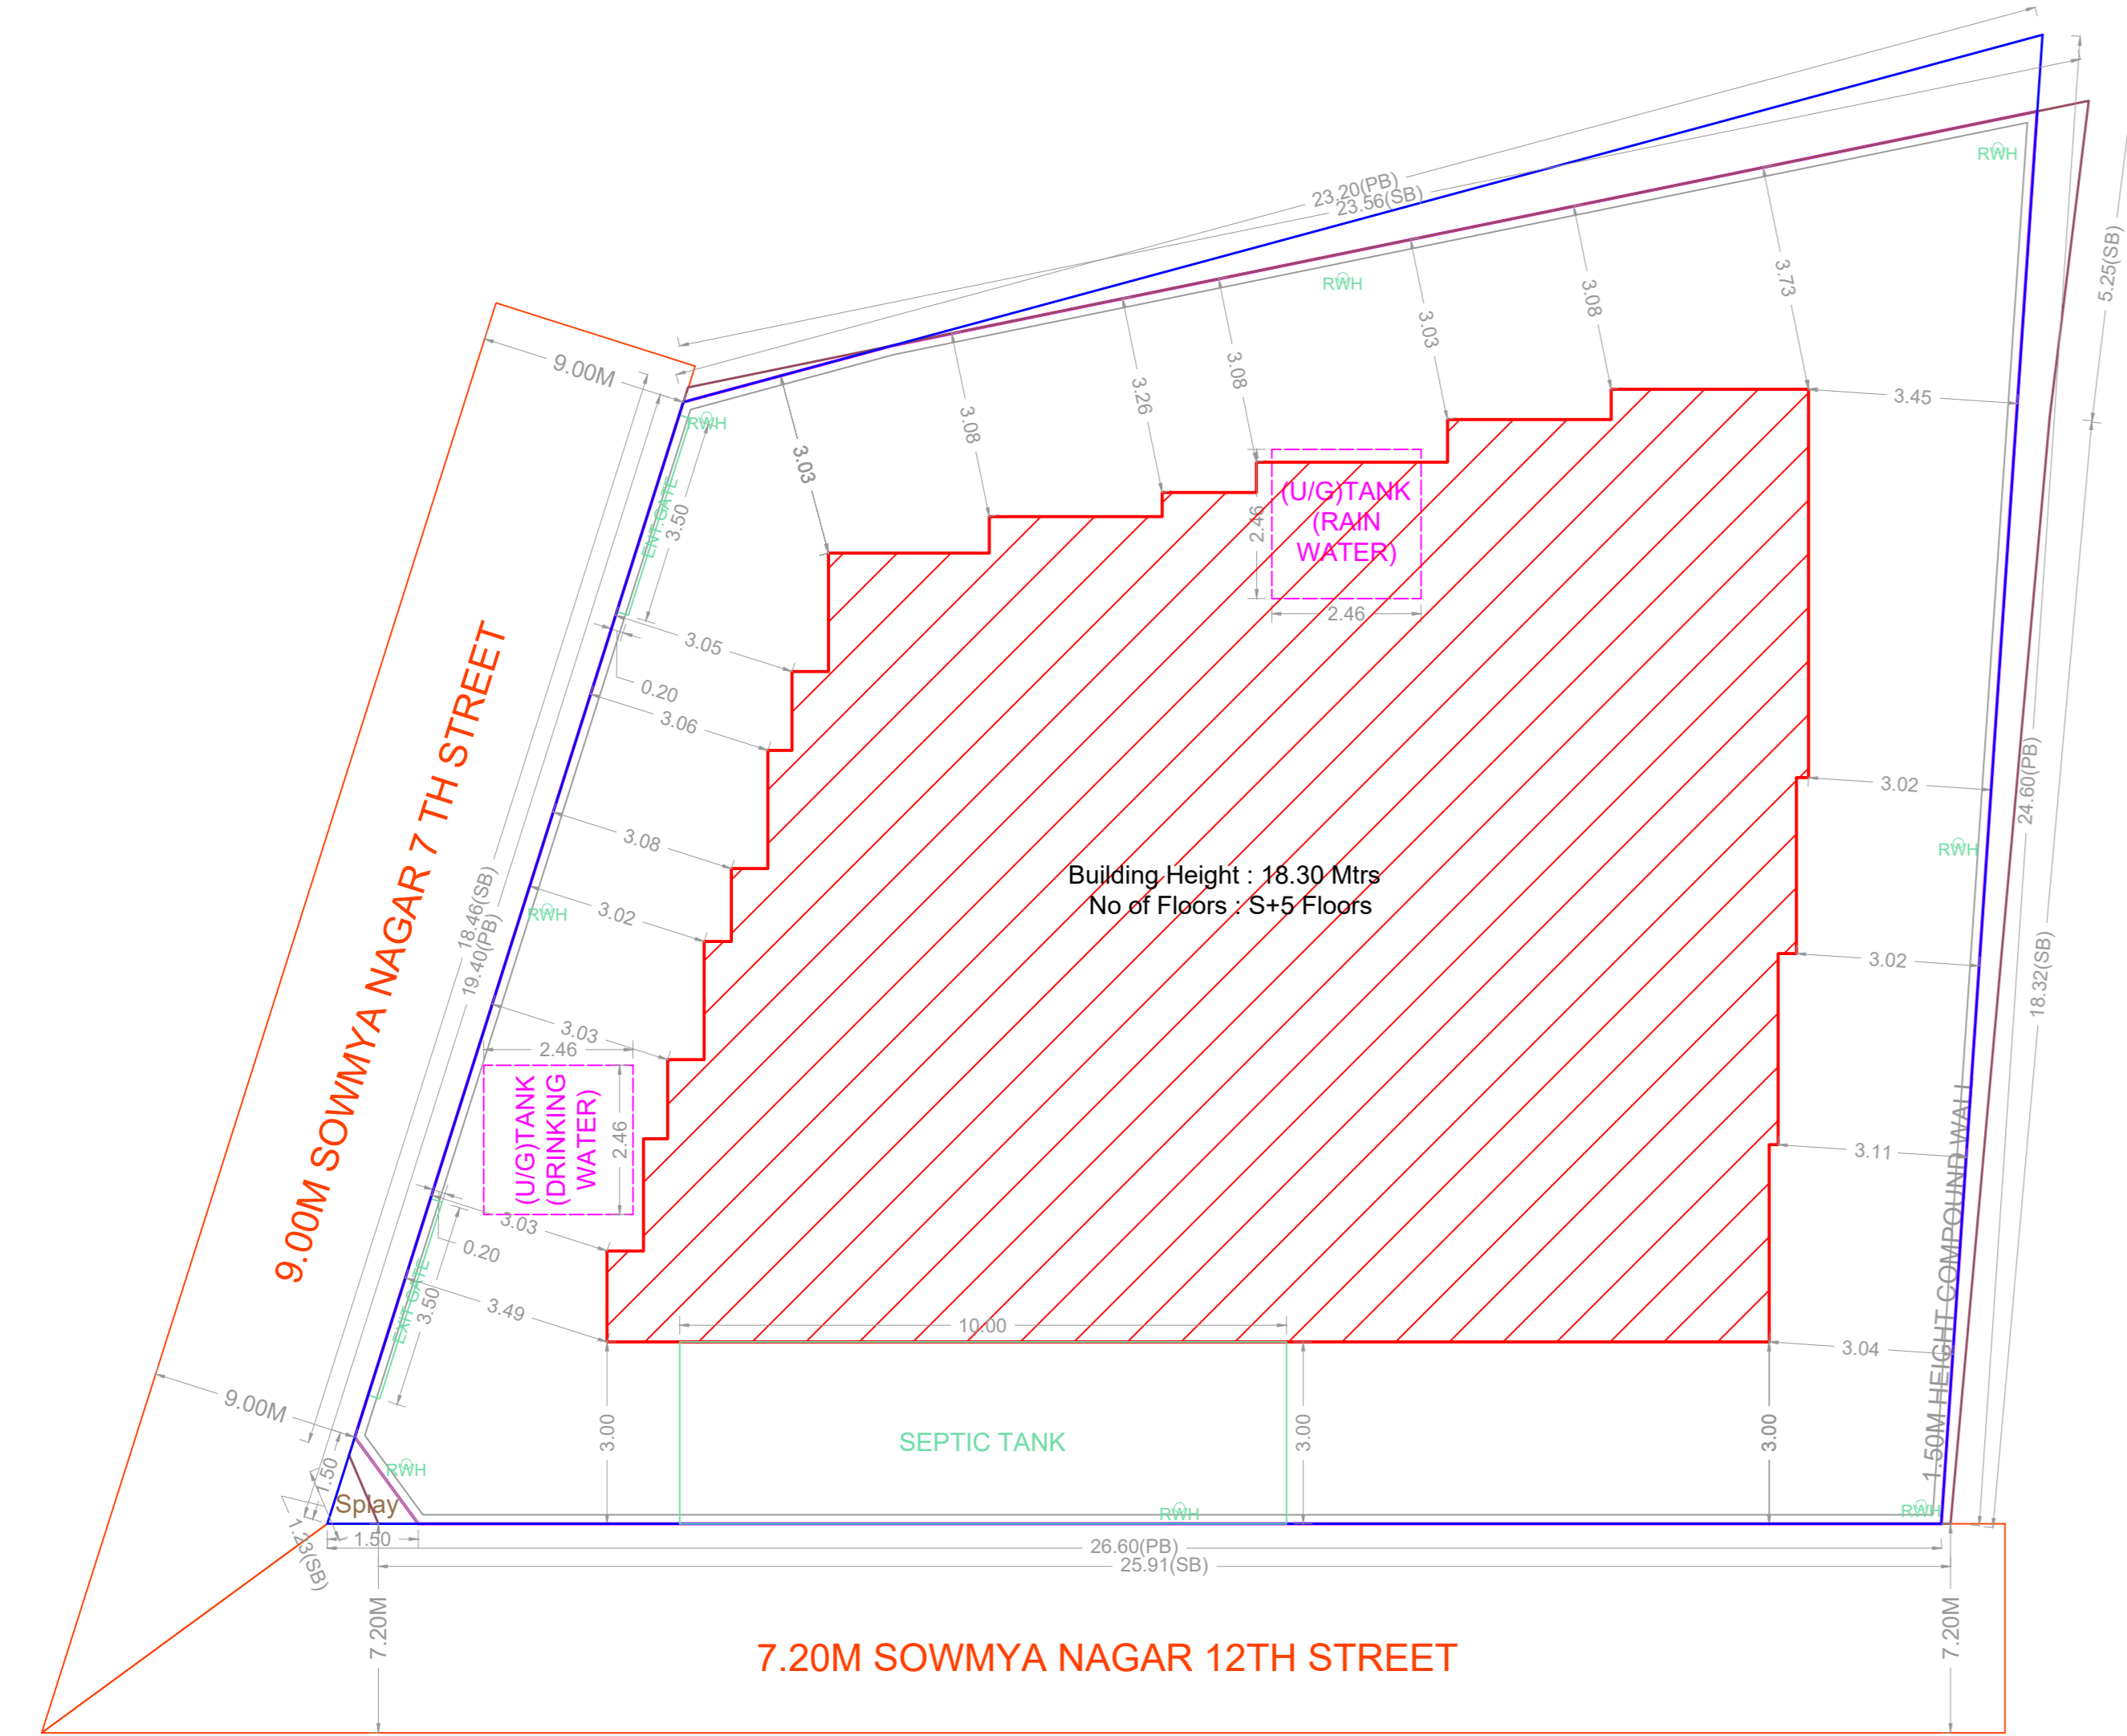 23.20(PB)
23.56(SB)
RWH
5.25(SB)
RWH
3.73
3.08
3.03
3.08
3.26
3.08
3.03
9.00M
RWH
3.45
ENT.GATE
3.50
(U/G)TANK
(RAIN
WATER)
2.46
2.46
3.05
0.20
3.06
9.00M SOWMYA NAGAR 7 TH STREET
3.02
24.60(PB)
3.08
RWH
Building Height : 18.30 Mtrs
No of Floors : S+5 Floors
18.46(SB)
19.40(PB)
RWH
3.02
3.02
18.32(SB)
3.03
2.46
(U/G)TANK
(DRINKING
WATER)
2.46
3.11
3.03
0.20
EXIT GATE
3.50
3.49
10.00
3.04
1.50M HEIGHT COMPOUND WALL
9.00M
3.00
SEPTIC TANK
3.00
3.00
RWH
1.50
Splay
RWH
RWH
1.23(SB)
1.50
26.60(PB)
25.91(SB)
7.20M
7.20M
7.20M SOWMYA NAGAR 12TH STREET